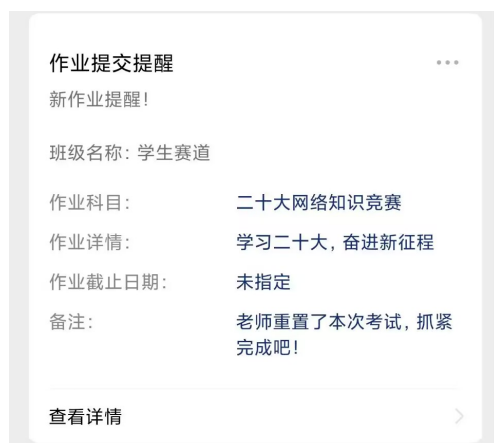 作业提交提醒
新作业提醒!
班级名称: 学生赛道
作业科目: 二十大网络知识竞赛
作业详情: 学习二十大, 奋进新征程
作业截止日期: 未指定
备注: 老师重置了本次考试, 抓紧
完成吧!
查看详情